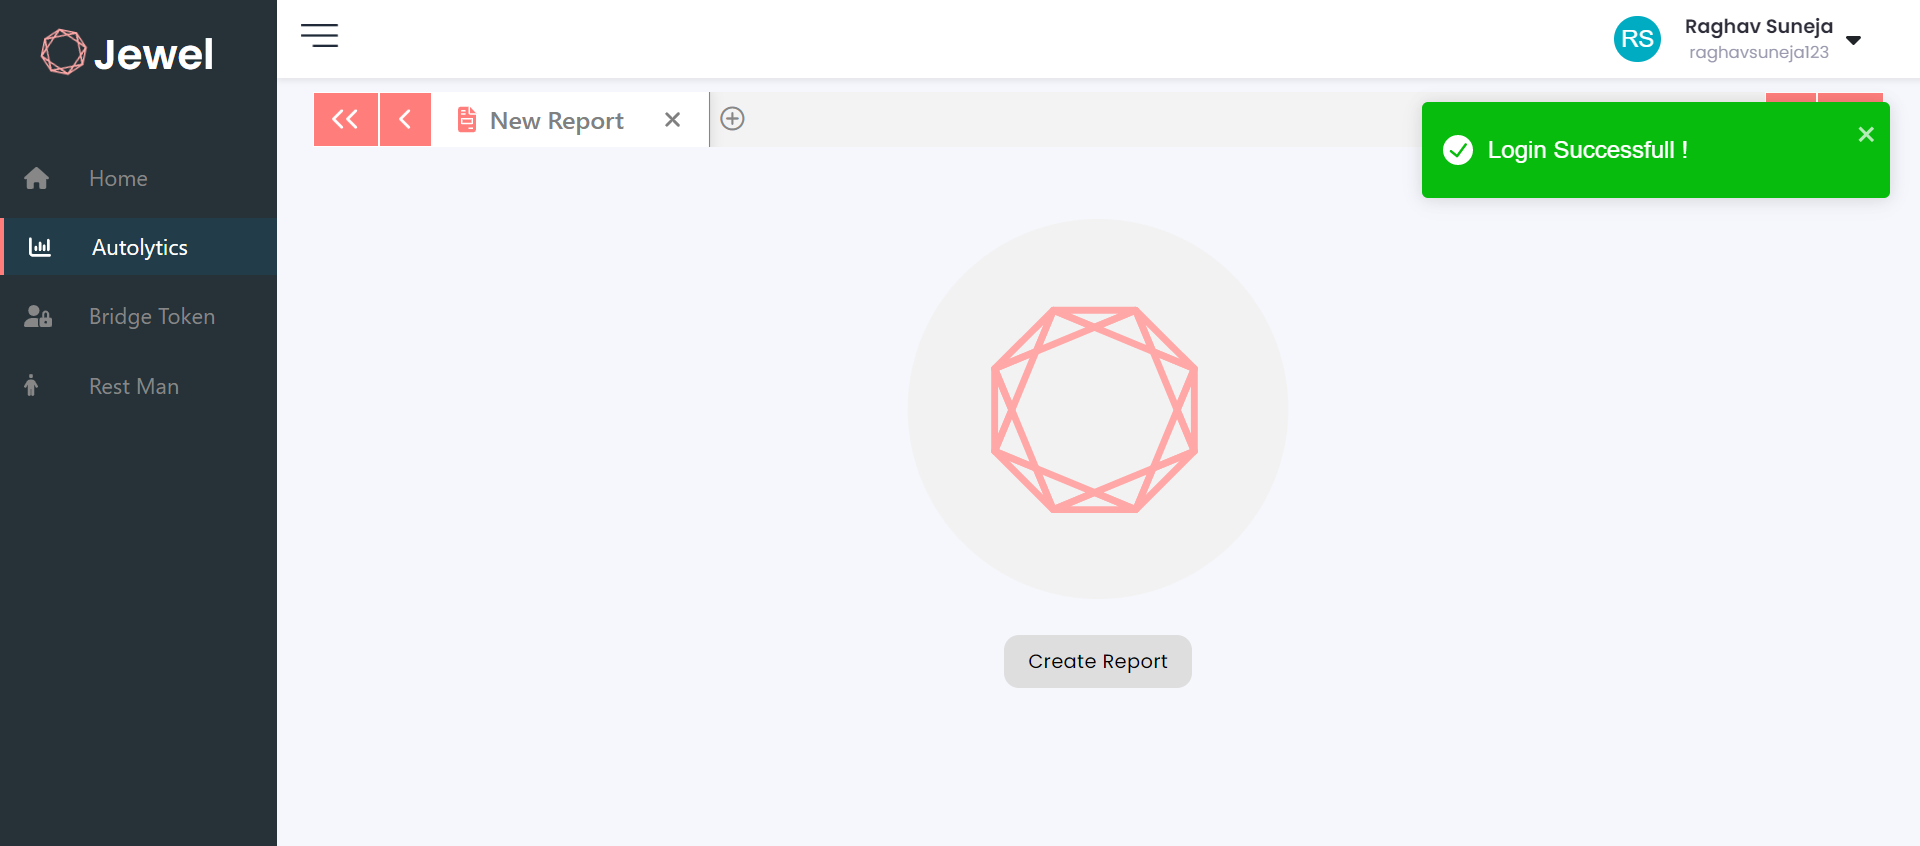 Jewel
Home
Autolytics
Bridge Token
Rest Man
RS
Raghav Suneja
raghavsuneja123
New Report
Login Successfull !
Create Report